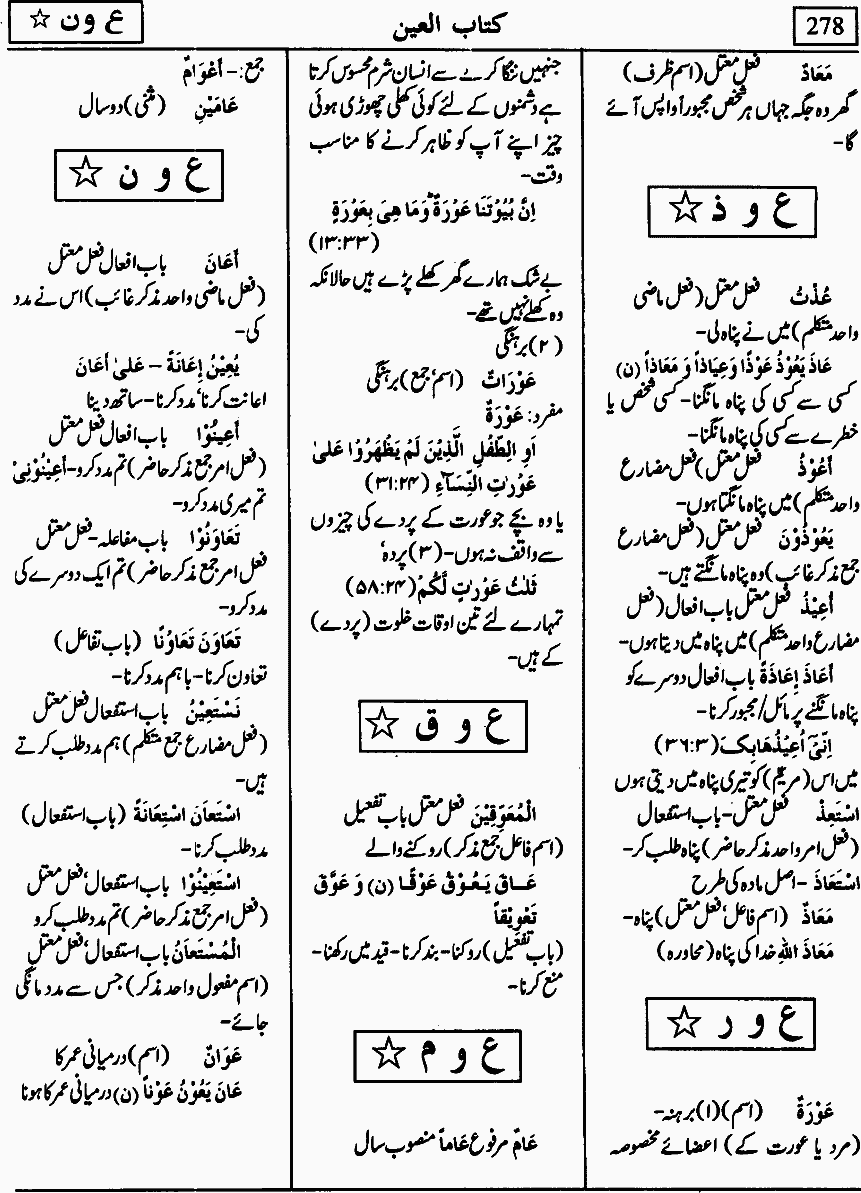 278
کتاب العین
ع ون ☆
مَعَاذٌ فعل معتل (اسم ظرف)
گھر وہ جگہ جہاں ہر شخص مجبوراً واپس آئے
گا-
ع و ذ ☆
عُذْتُ فعل معتل (فعل ماضی
واحد متکلم) میں نے پناہ لی-
عَاذَ یَعُوْذُ عَوْذًا وَعِیَاذاً وَ مَعَاذاً (ن)
کسی سے کسی کی پناہ مانگنا- کسی شخص یا
خطرے سے کسی کی پناہ مانگنا-
أَعُوْذُ فعل معتل) فعل مضارع
واحد متکلم) میں پناہ مانگتا ہوں-
یَعُوْذُوْنَ فعل معتل (فعل مضارع
جمع مذکر غائب) وہ پناہ مانگتے ہیں-
أُعِیْذُ فعل معتل باب افعال (فعل
مضارع واحد متکلم) میں پناہ میں دیتا ہوں-
أَعَاذَ إِعَاذَةً باب افعال دوسرے کو
پناہ مانگنے پر مائل/مجبور کرنا-
اِنِّیْٓ اُعِیْذُهَابِکَ (۳۶:۳)
میں اس (مریم) کو تیری پناہ میں دیتی ہوں
اسْتَعِذْ فعل معتل- باب استفعال
(فعل امر واحد مذکر حاضر) پناہ طلب کر-
اسْتَعَاذَ - اصل مادہ کی طرح
مَعَاذٌ (اسم فاعل، فعل معتل) پناہ-
مَعَاذَ اللهِ خدا کی پناہ (محاورہ)
ع و ر ☆
عَوْرَةٌ (اسم) (۱) برہنہ-
(مرد یا عورت کے) اعضائے مخصوصہ
جنہیں ننگا کرنے سے انسان شرم محسوس کرتا
ہے دشمنوں کے لئے کوئی کھلی چھوڑی ہوئی
چیز اپنے آپ کو ظاہر کرنے کا مناسب
وقت-
اِنَّ بُیُوْتَنَا عَوْرَةٌ وَمَا هِیَ بِعَوْرَةٍ
(۱۳:۳۳)
بے شک ہمارے گھر کھلے پڑے ہیں حالانکہ
وہ کھلے نہیں تھے-
(۲) برہنگی
عَوْرَاتٌ (اسم، جمع) برہنگی
مفرد: عَوْرَةٌ
اَوِ الطِّفْلِ الَّذِیْنَ لَمْ یَظْهَرُوْا عَلیٰ
عَوْرٰتِ النِّسَآءِ (۳۱:۲۴)
یا وہ بچے جو عورت کے پردے کی چیزوں
سے واقف نہ ہوں- (۳) پردہ،
ثَلٰثُ عَوْرٰتٍ لَّکُمْ (۵۸:۲۴)
تمہارے لئے تین اوقات خلوت (پردے)
کے ہیں-
ع و ق ☆
الْمُعَوِّقِیْنَ فعل معتل باب تفعیل
(اسم فاعل جمع مذکر) روکنے والے
عَاقَ یَعُوْقُ عَوْقًا (ن) وَ عَوَّقَ
تَعْوِیْقاً
(باب تفعیل) روکنا- بند کرنا- قید میں رکھنا-
منع کرنا-
ع و م ☆
عَامٌ مرفوع عَاماً منصوب سال
جمع:- أَعْوَامٌ
عَامَیْنِ (مثنی) دو سال
ع و ن ☆
أَعَانَ باب افعال فعل معتل
(فعل ماضی واحد مذکر غائب) اس نے مدد
کی-
یُعِیْنُ إِعَانَةً - عَلیٰ أَعَانَ
اعانت کرنا، مدد کرنا- ساتھ دینا
أَعِیْنُوْا باب افعال فعل معتل
(فعل امر جمع مذکر حاضر) تم مدد کرو- أَعِیْنُوْنِیْ
تم میری مدد کرو-
تَعَاوَنُوْا باب مفاعلہ- فعل معتل
فعل امر جمع مذکر حاضر) تم ایک دوسرے کی
مدد کرو-
تَعَاوَنَ تَعَاوُنًا (باب تفاعل)
تعاون کرنا- باہم مدد کرنا-
نَسْتَعِیْنُ باب استفعال فعل معتل
(فعل مضارع جمع متکلم) ہم مدد طلب کرتے
ہیں-
اسْتَعَانَ اسْتِعَانَةً (باب استفعال)
مدد طلب کرنا-
اسْتَعِیْنُوْا باب استفعال، فعل معتل
(فعل امر جمع مذکر حاضر) تم مدد طلب کرو
الْمُسْتَعَانُ باب استفعال، فعل معتل
(اسم مفعول واحد مذکر) جس سے مدد مانگی
جائے-
عَوَانٌ (اسم) درمیانی عمر کا
عَانَ یَعُوْنُ عَوْناً (ن) درمیانی عمر کا ہونا